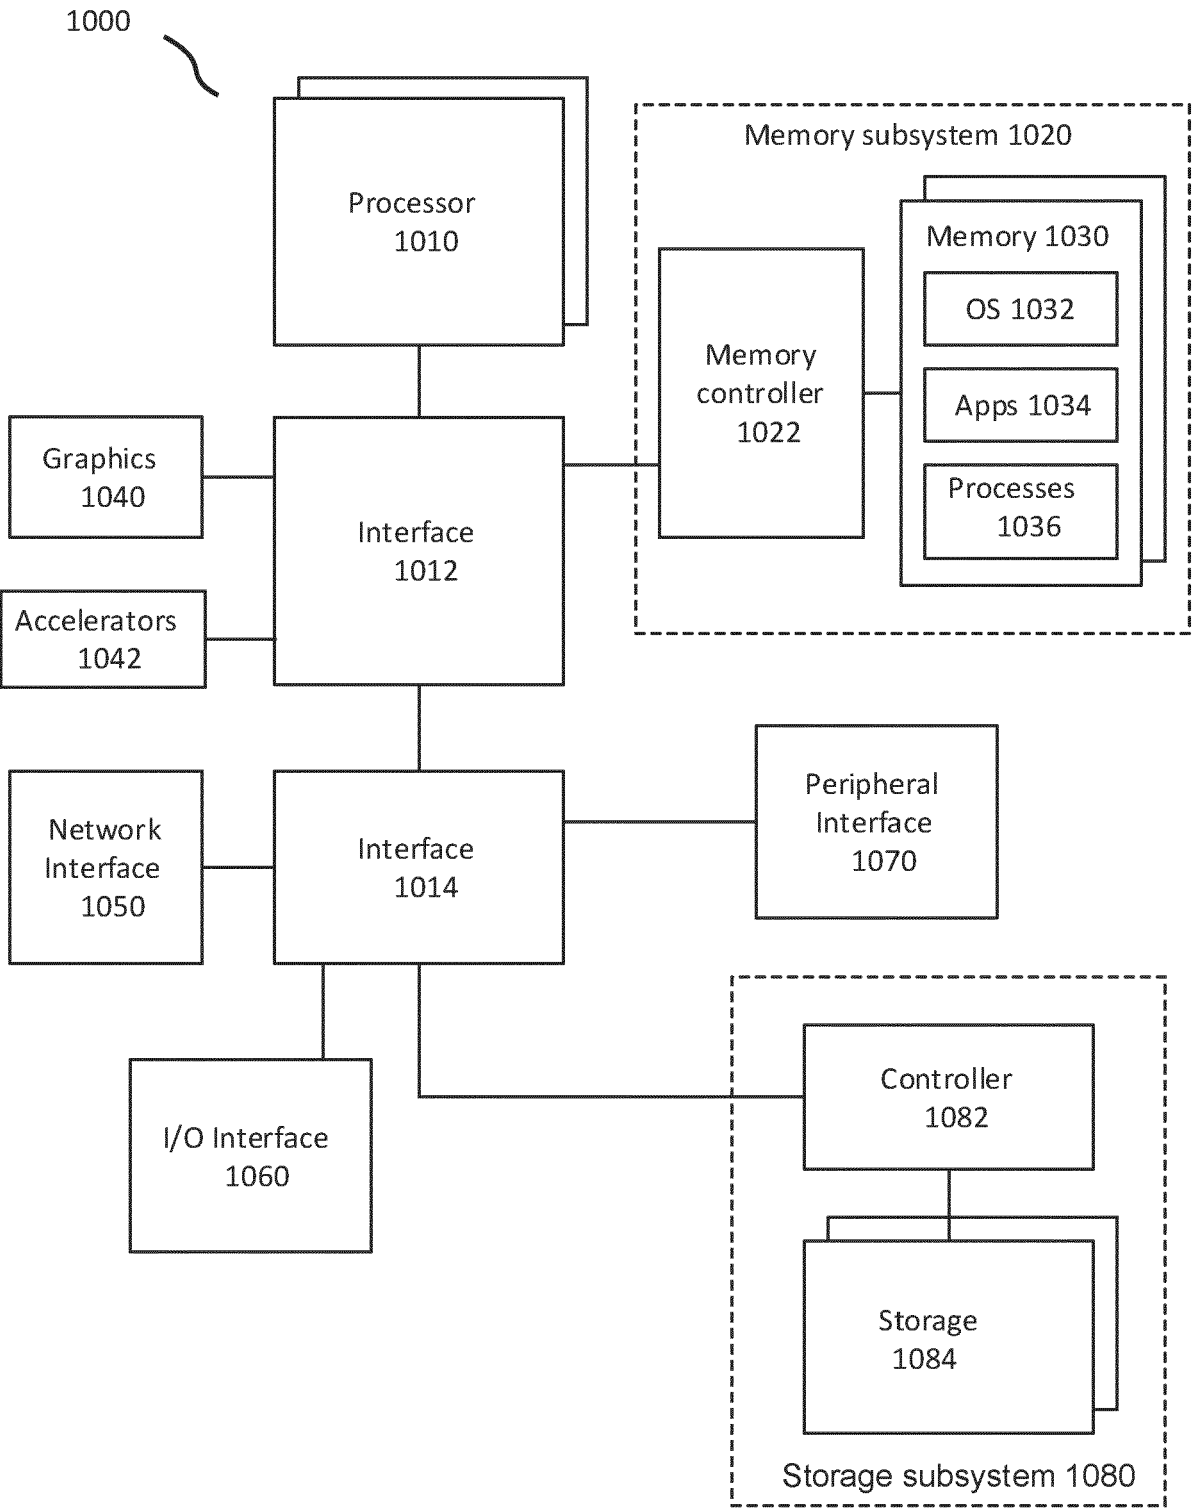 1000
Processor
1010
Memory subsystem 1020
Memory 1030
OS 1032
Apps 1034
Processes
1036
Memory
controller
1022
Graphics
1040
Interface
1012
Accelerators
1042
Network
Interface
1050
Interface
1014
Peripheral
Interface
1070
I/O Interface
1060
Controller
1082
Storage
1084
Storage subsystem 1080